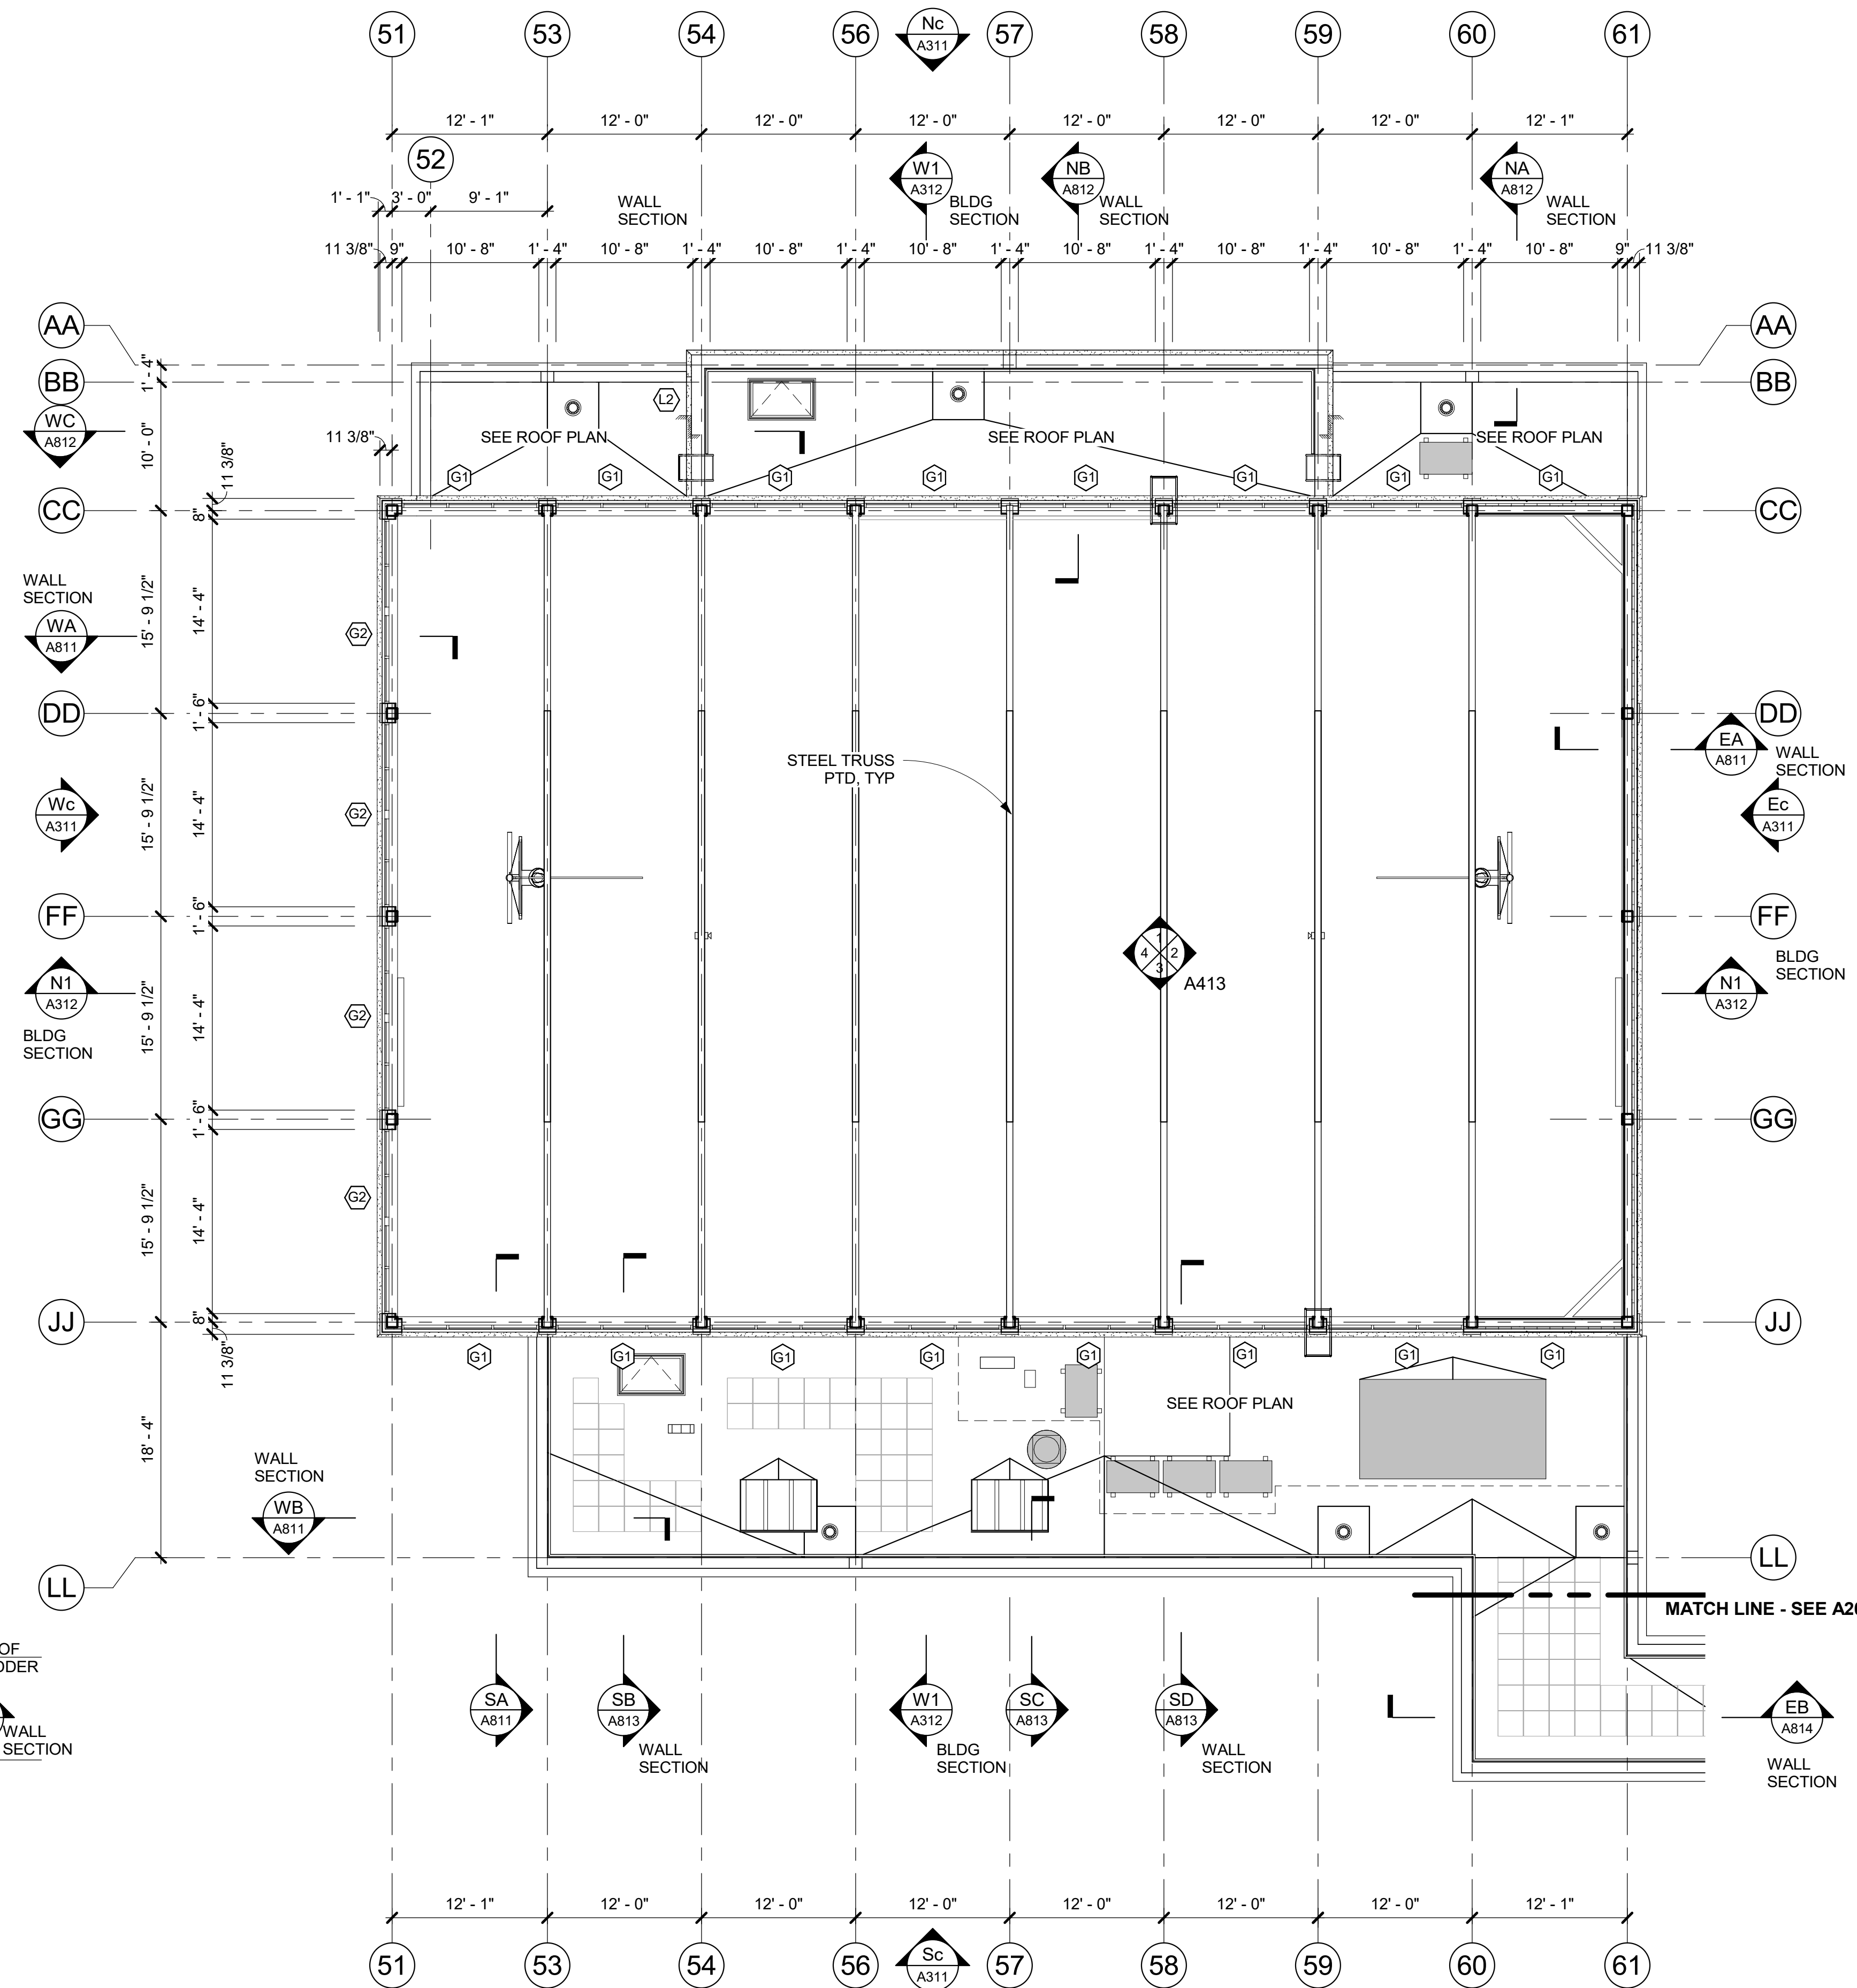 51
53
54
56
Nc
A311
57
58
59
60
61
12' - 1"
12' - 0"
12' - 0"
12' - 0"
12' - 0"
12' - 0"
12' - 0"
12' - 1"
52
W1
A312
NB
A812
NA
A812
1' - 1"
3' - 0"
9' - 1"
WALL
SECTION
BLDG
SECTION
WALL
SECTION
WALL
SECTION
11 3/8"
9"
10' - 8"
1' - 4"
10' - 8"
1' - 4"
10' - 8"
1' - 4"
10' - 8"
1' - 4"
10' - 8"
1' - 4"
10' - 8"
1' - 4"
10' - 8"
1' - 4"
10' - 8"
9"
11 3/8"
AA
AA
1' - 4"
BB
BB
L2
WC
A812
10' - 0"
11 3/8"
SEE ROOF PLAN
SEE ROOF PLAN
SEE ROOF PLAN
11 3/8"
G1
G1
G1
G1
G1
G1
G1
G1
CC
CC
8"
WALL
SECTION
WA
A811
15' - 9 1/2"
14' - 4"
G2
DD
DD
1' - 6"
EA
A811
WALL
SECTION
STEEL TRUSS
PTD, TYP
Wc
A311
15' - 9 1/2"
14' - 4"
G2
Ec
A311
FF
FF
1' - 6"
1
4
2
3
A413
N1
A312
BLDG
SECTION
15' - 9 1/2"
14' - 4"
G2
BLDG
SECTION
N1
A312
GG
GG
1' - 6"
15' - 9 1/2"
14' - 4"
G2
JJ
JJ
8"
11 3/8"
G1
G1
G1
G1
G1
G1
G1
G1
SEE ROOF PLAN
18' - 4"
WALL
SECTION
WB
A811
LL
LL
MATCH LINE - SEE A20
OF
DDER
WALL
SECTION
SA
A811
SB
A813
W1
A312
SC
A813
SD
A813
EB
A814
WALL
SECTION
BLDG
SECTION
WALL
SECTION
WALL
SECTION
12' - 1"
12' - 0"
12' - 0"
12' - 0"
12' - 0"
12' - 0"
12' - 0"
12' - 1"
51
53
54
56
Sc
A311
57
58
59
60
61